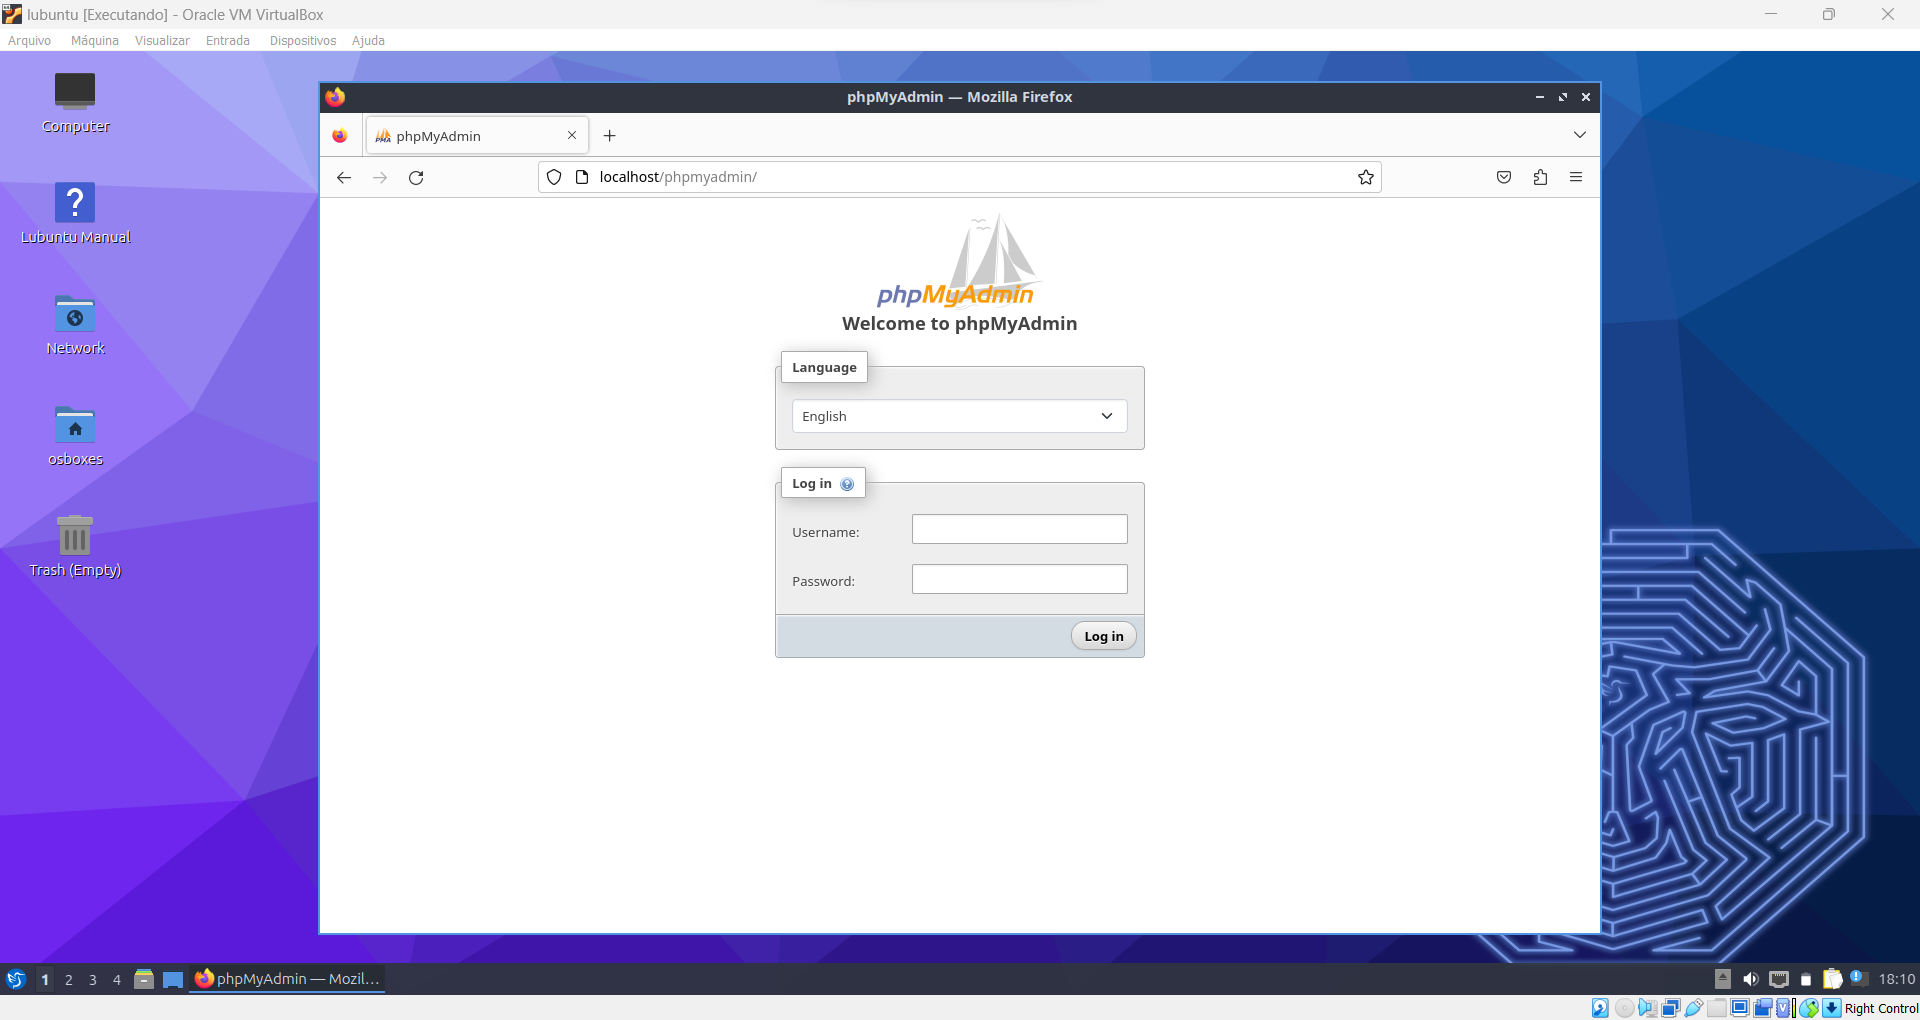 lubuntu [Executando] - Oracle VM VirtualBox
Arquivo Máquina Visualizar Entrada Dispositivos Ajuda
Computer
Lubuntu Manual
Network
osboxes
Trash (Empty)
phpMyAdmin — Mozilla Firefox
phpMyAdmin
localhost/phpmyadmin/
phpMyAdmin
Welcome to phpMyAdmin
Language
English
Log in
Username:
Password:
Log in
1 2 3 4 phpMyAdmin — Mozil... 18:10
Right Control